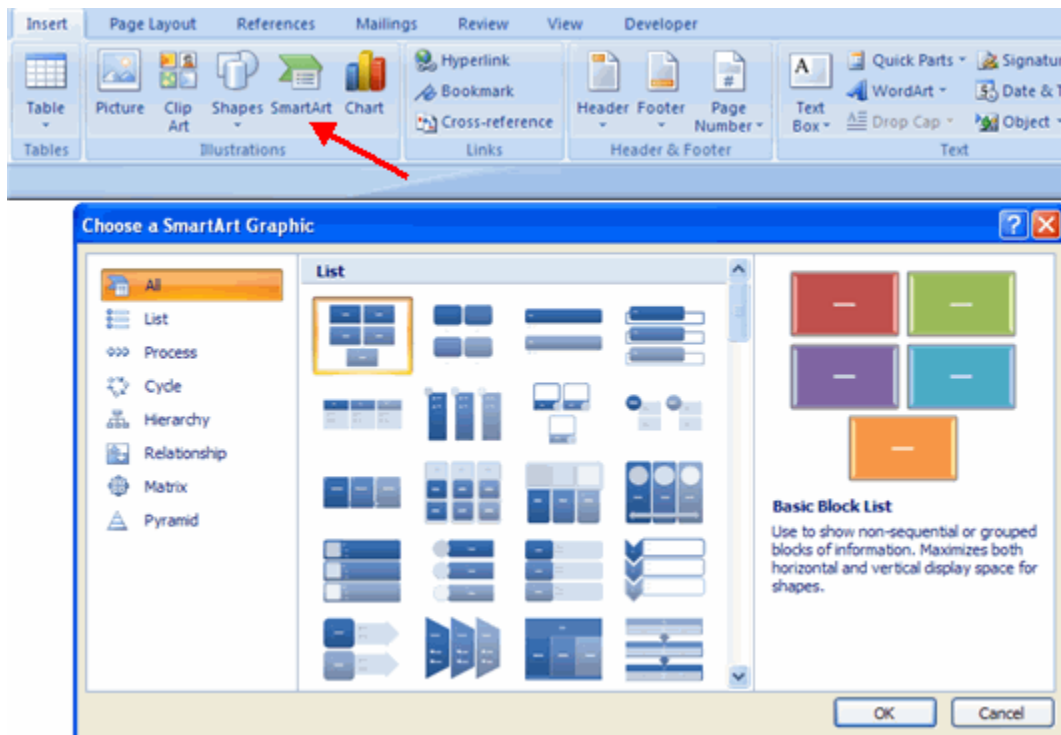 Insert Page Layout References Mailings Review View Developer
Table Picture Clip Art Shapes SmartArt Chart
Hyperlink
Bookmark
Cross-reference
Header Footer Page Number
Text Box
Quick Parts
WordArt
Drop Cap
Date &
Object
Tables Illustrations Links Header & Footer Text
Choose a SmartArt Graphic
All
List
Process
Cycle
Hierarchy
Relationship
Matrix
Pyramid
List
Basic Block List
Use to show non-sequential or grouped
blocks of information. Maximizes both
horizontal and vertical display space for
shapes.
OK Cancel